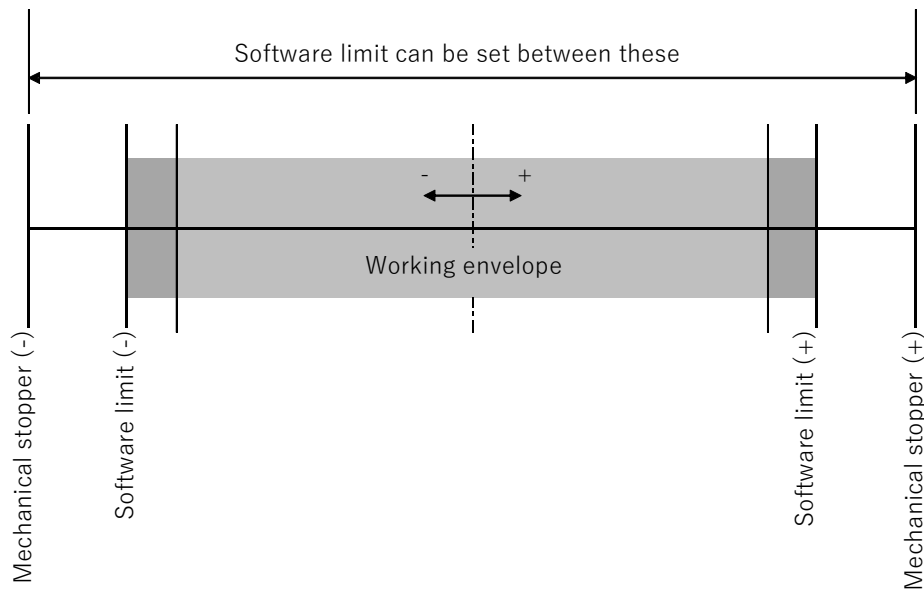 Software limit can be set between these
- +
Working envelope
Mechanical stopper (-)
Software limit (-)
Software limit (+)
Mechanical stopper (+)